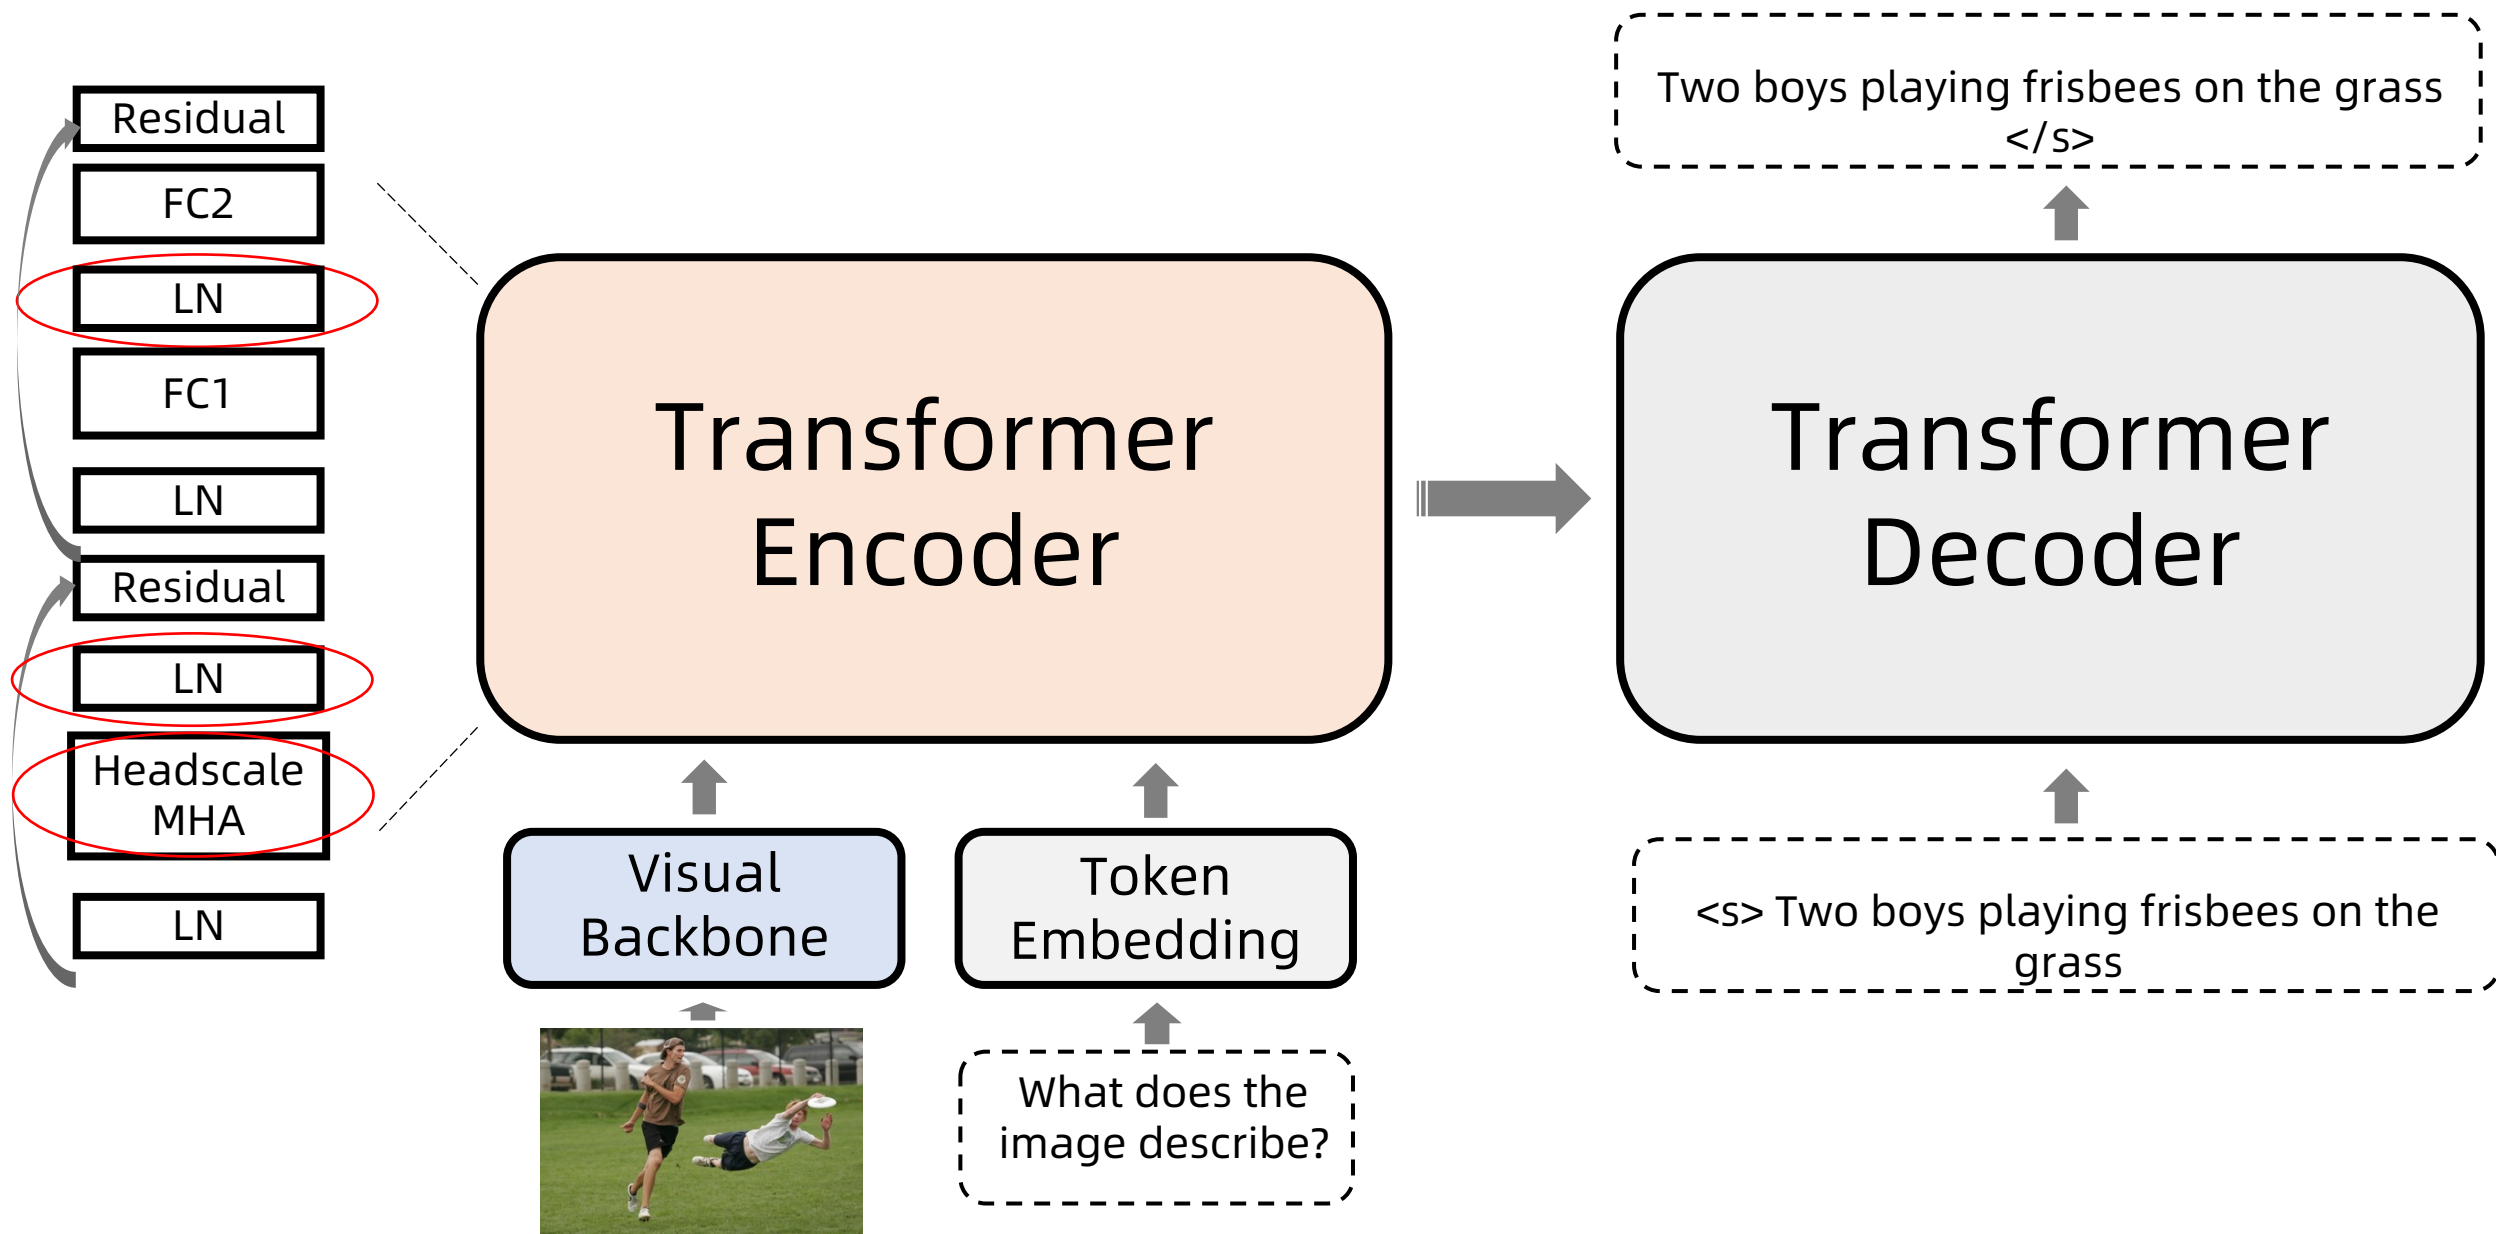 Residual
FC2
LN
FC1
LN
Residual
LN
Headscale
MHA
LN
Transformer
Encoder
Visual
Backbone
Token
Embedding
What does the
image describe?
Two boys playing frisbees on the grass
</s>
Transformer
Decoder
<s> Two boys playing frisbees on the
grass